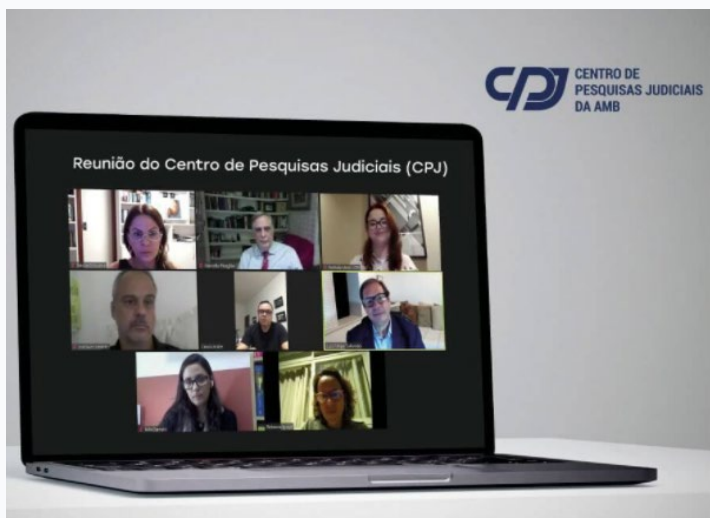 CPJ
CENTRO DE
PESQUISAS JUDICIAIS
DA AMB
Reunião do Centro de Pesquisas Judiciais (CPJ)